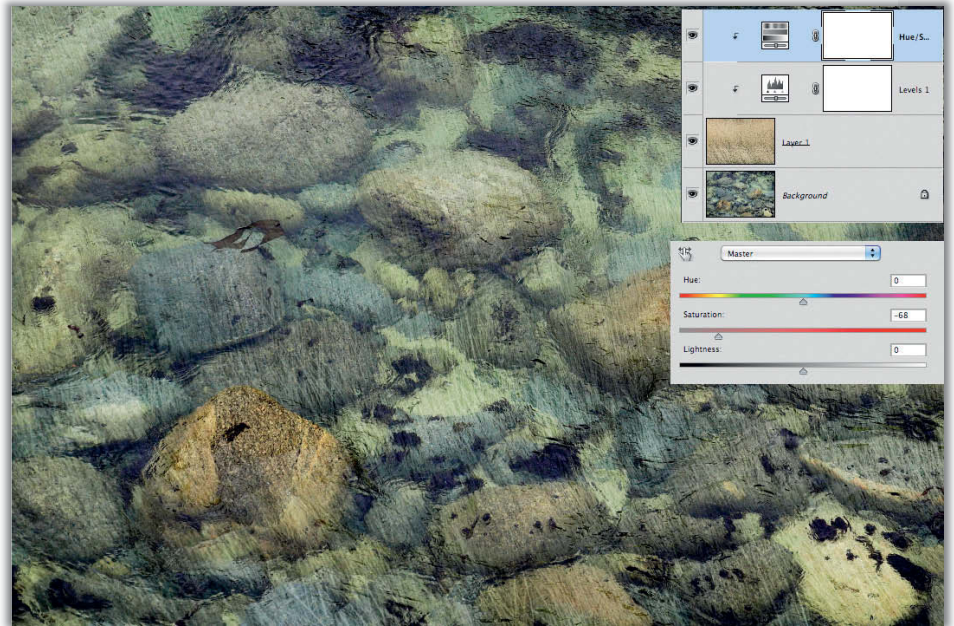 Hue/S...
Levels 1
Layer 1
Background
Master
Hue:
0
Saturation:
-68
Lightness:
0